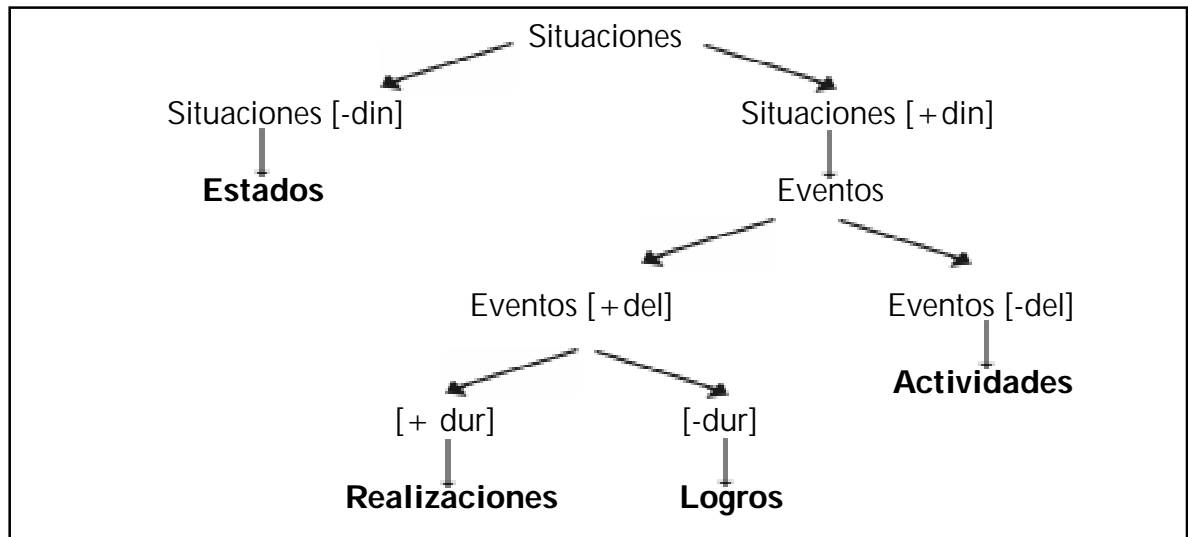 Situaciones
Situaciones [-din] Situaciones [+din]
Estados Eventos
Eventos [+del] Eventos [-del]
Actividades
[+ dur] [-dur]
Realizaciones Logros